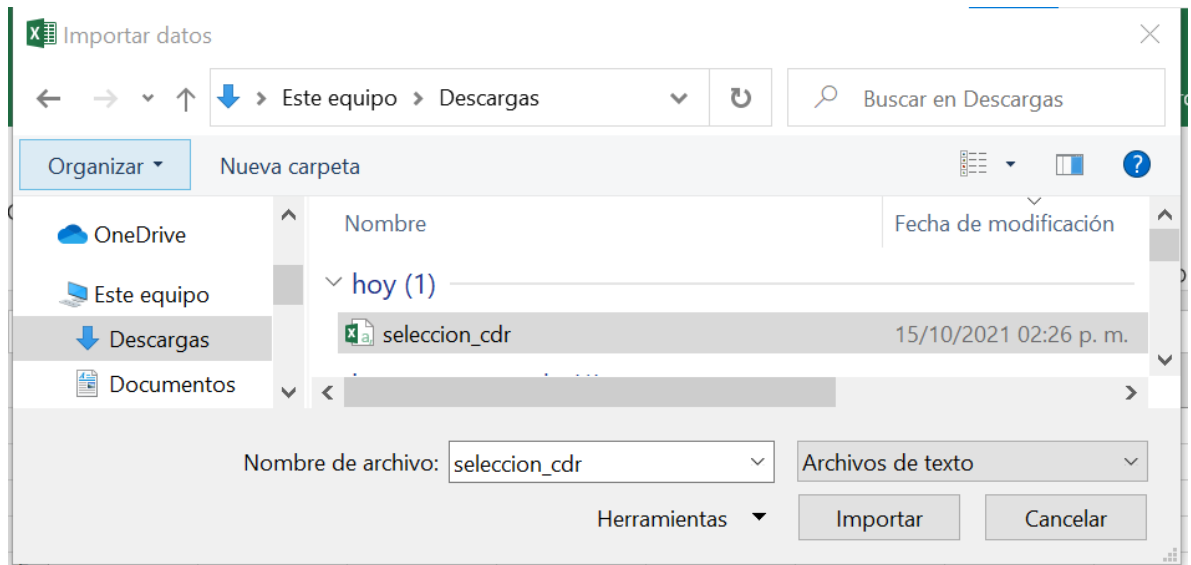 Importar datos
Este equipo > Descargas
Buscar en Descargas
Organizar
Nueva carpeta
Nombre
Fecha de modificación
OneDrive
Este equipo
Descargas
Documentos
hoy (1)
seleccion_cdr 15/10/2021 02:26 p. m.
Nombre de archivo: seleccion_cdr
Archivos de texto
Herramientas
Importar
Cancelar